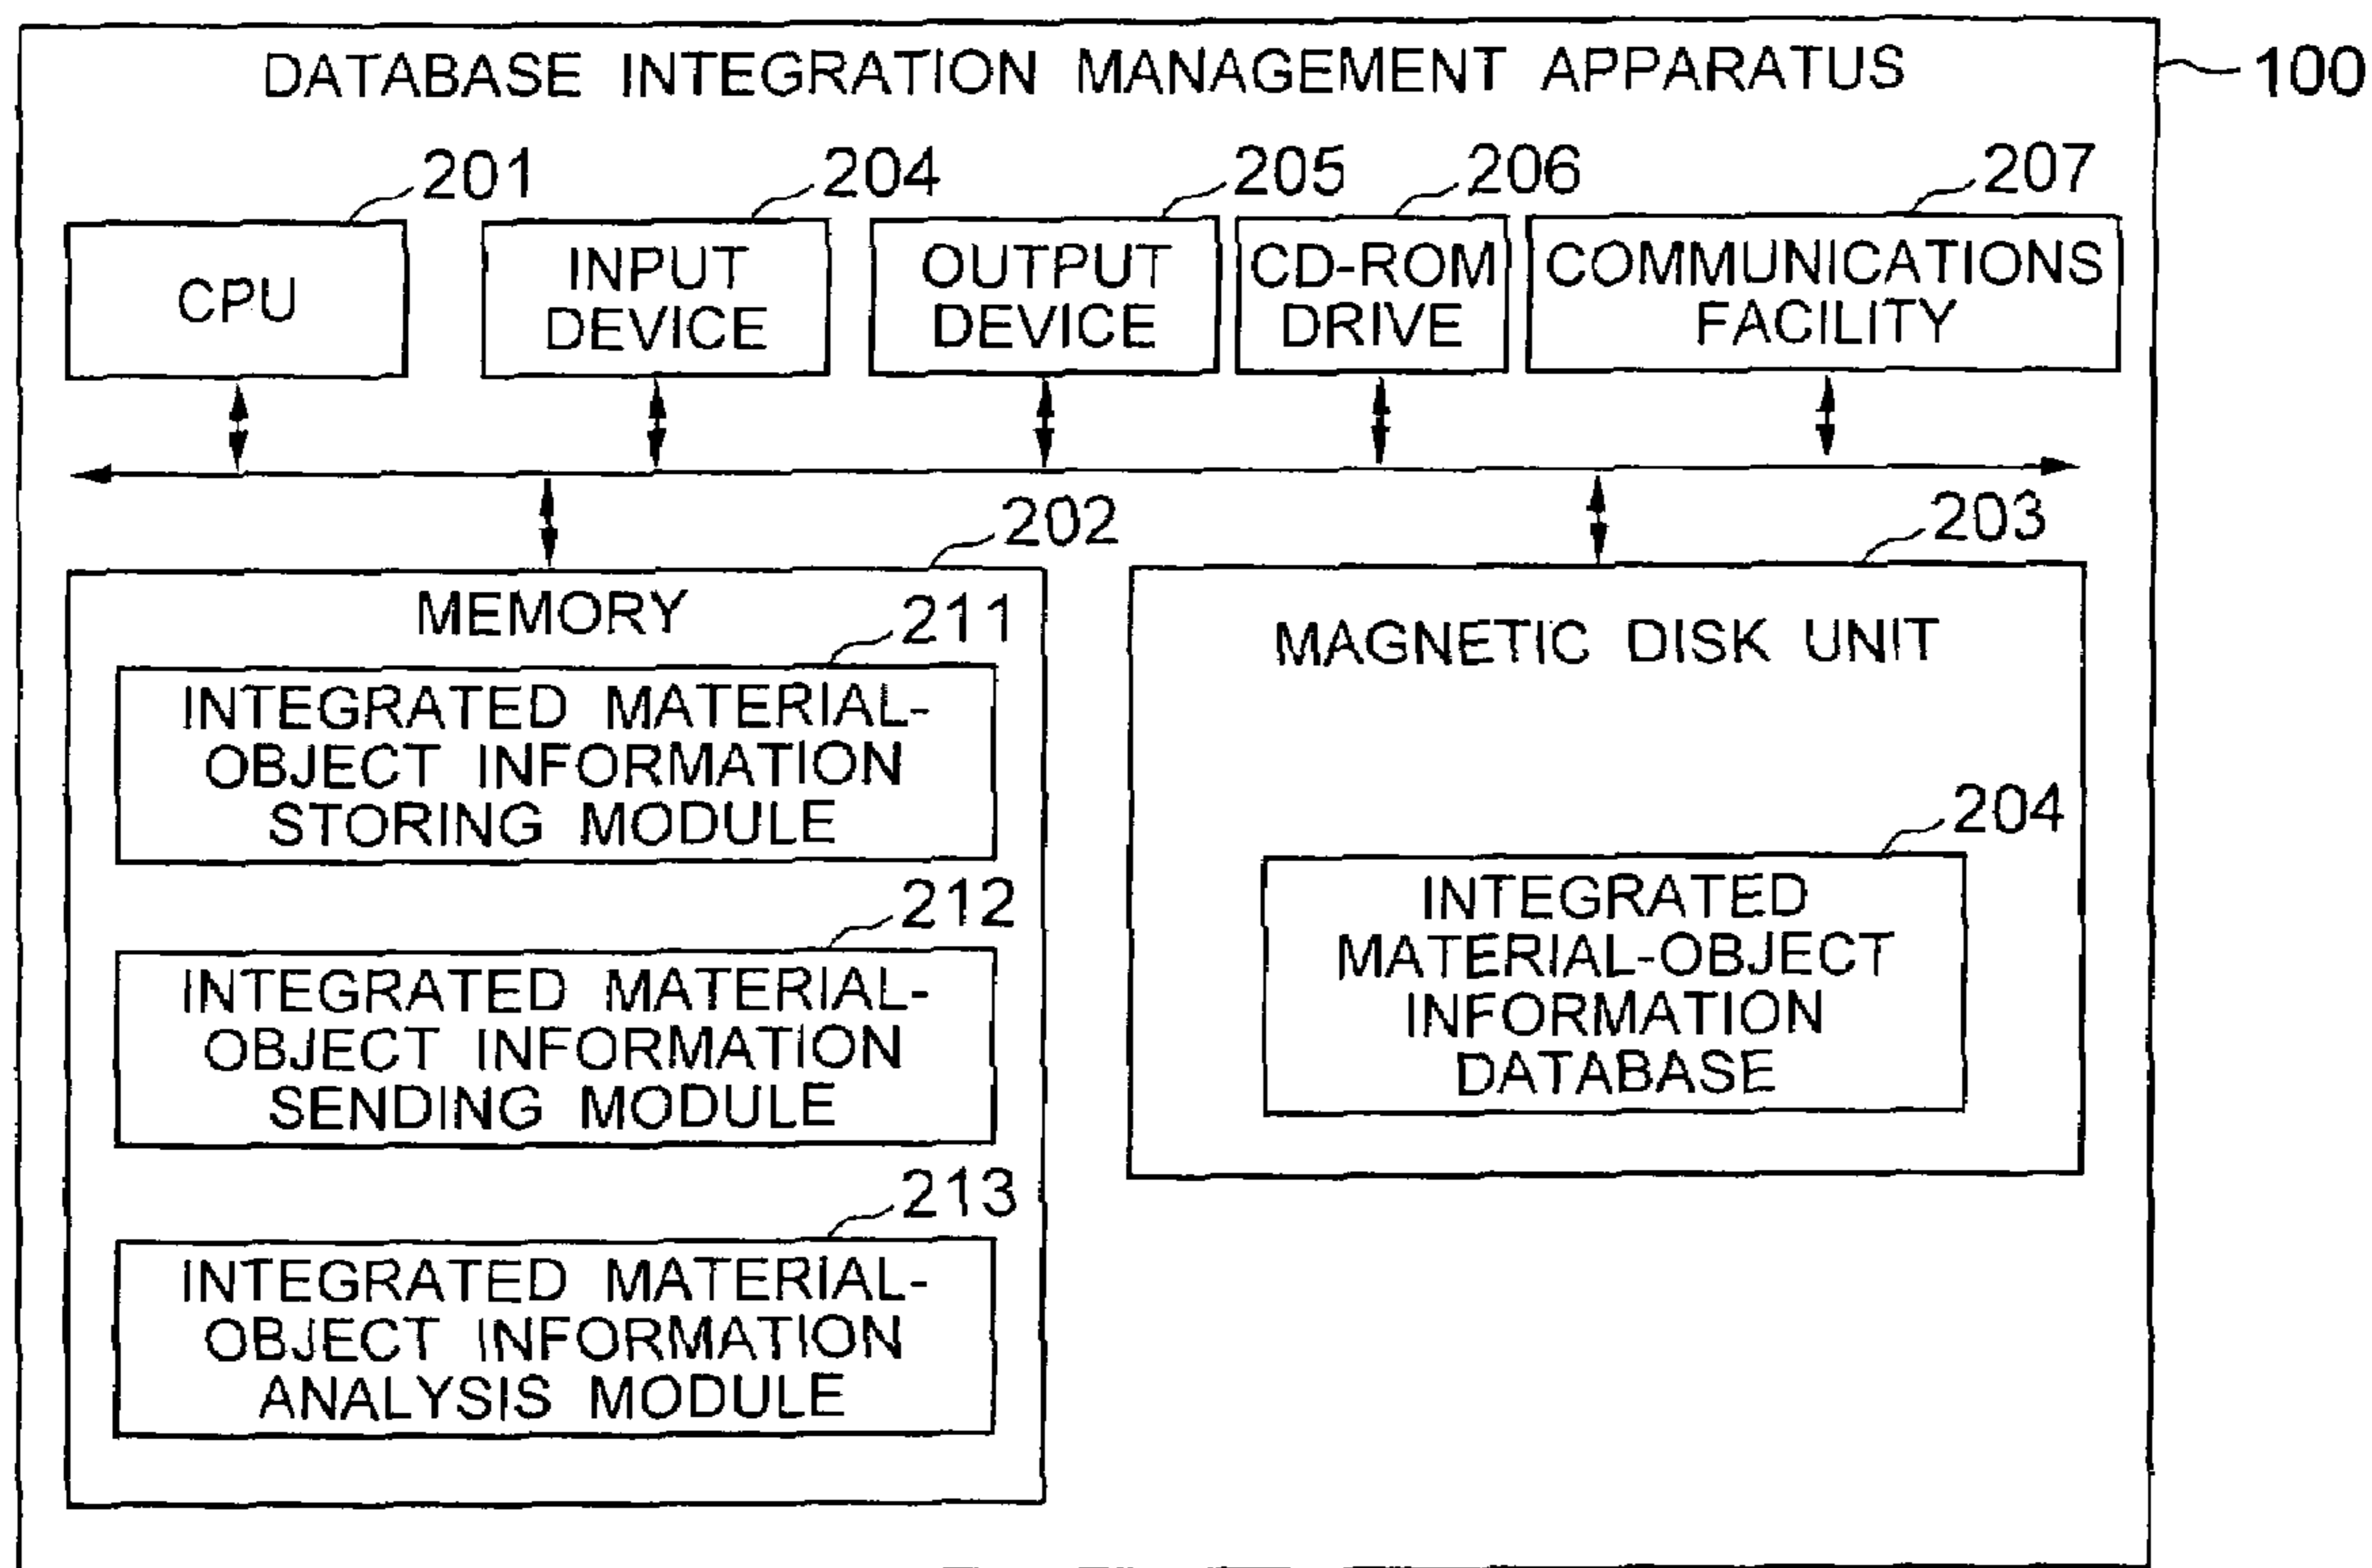 DATABASE INTEGRATION MANAGEMENT APPARATUS
100
201
204
205
206
207
CPU
INPUT
DEVICE
OUTPUT
DEVICE
CD-ROM
DRIVE
COMMUNICATIONS
FACILITY
202
203
MEMORY
211
INTEGRATED MATERIAL-
OBJECT INFORMATION
STORING MODULE
212
INTEGRATED MATERIAL-
OBJECT INFORMATION
SENDING MODULE
213
INTEGRATED MATERIAL-
OBJECT INFORMATION
ANALYSIS MODULE
MAGNETIC DISK UNIT
204
INTEGRATED
MATERIAL-OBJECT
INFORMATION
DATABASE